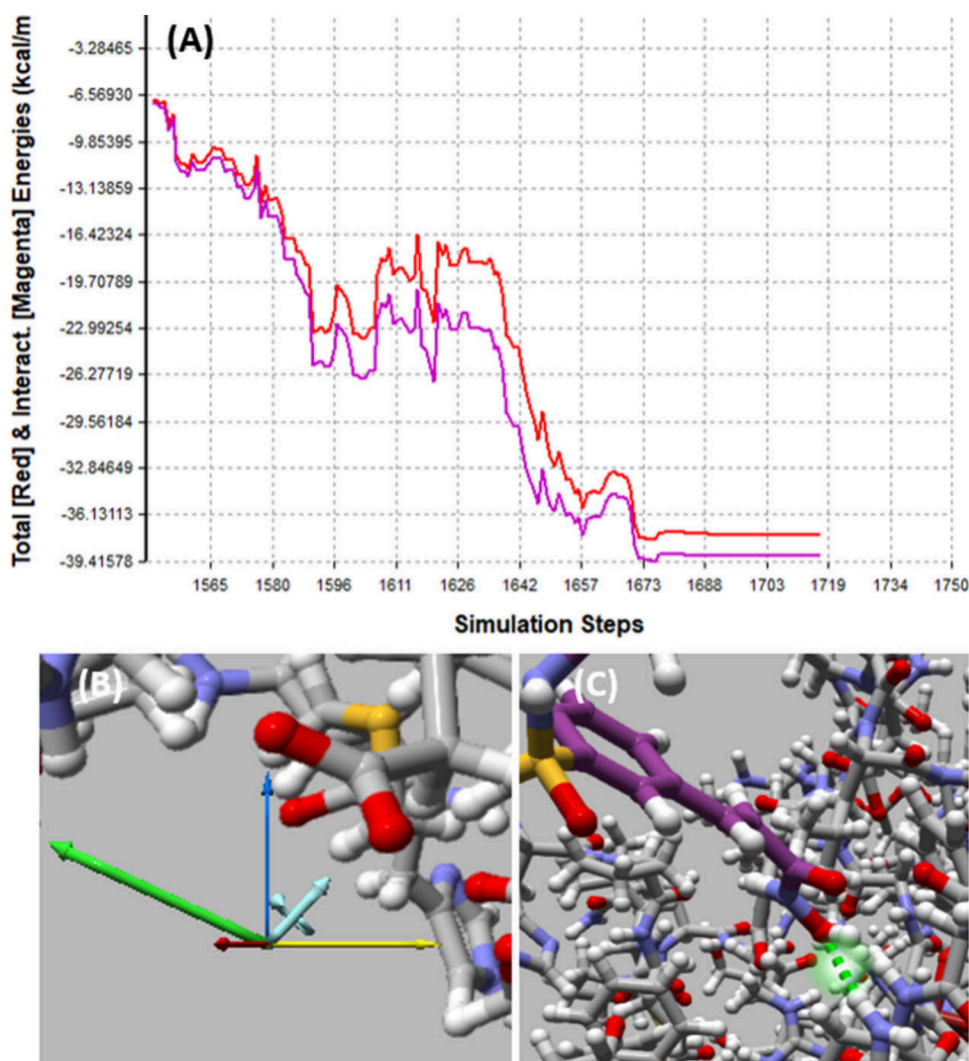 (A)
Total [Red] & Interact. [Magenta] Energies (kcal/m
-3.28465
-6.56930
-9.85395
-13.13859
-16.42324
-19.70789
-22.99254
-26.27719
-29.56184
-32.84649
-36.13113
-39.41578
1565 1580 1596 1611 1626 1642 1657 1673 1688 1703 1719 1734 1750
Simulation Steps
(B)
(C)